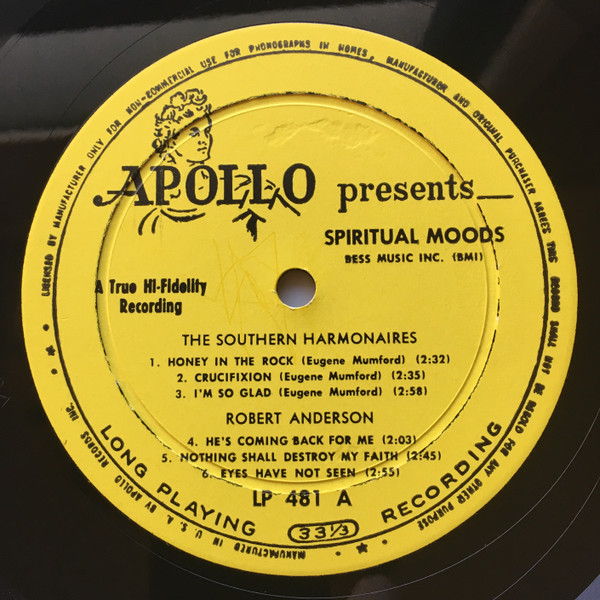 LICENSED BY MANUFACTURER ONLY FOR NON-COMMERCIAL USE FOR PHONOGRAPHS IN HOMES, MANUFACTURER AND ORIGINAL PURCHASER AGREES THIS RECORD SHALL NOT BE RESOLD FOR ANY OTHER PURPOSE
APOLLO presents
SPIRITUAL MOODS
BESS MUSIC INC. (BMI)
A True Hi-Fidelity
Recording
THE SOUTHERN HARMONAIRES
1. HONEY IN THE ROCK (Eugene Mumford) (2:32)
2. CRUCIFIXION (Eugene Mumford) (2:35)
3. I'M SO GLAD (Eugene Mumford) (2:58)
ROBERT ANDERSON
4. HE'S COMING BACK FOR ME (2:03)
5. NOTHING SHALL DESTROY MY FAITH (2:45)
6. EYES HAVE NOT SEEN (2:55)
LP 481 A
LONG PLAYING 33 1/3 RECORDING
MANUFACTURED IN U.S.A. BY APOLLO RECORDS INC.